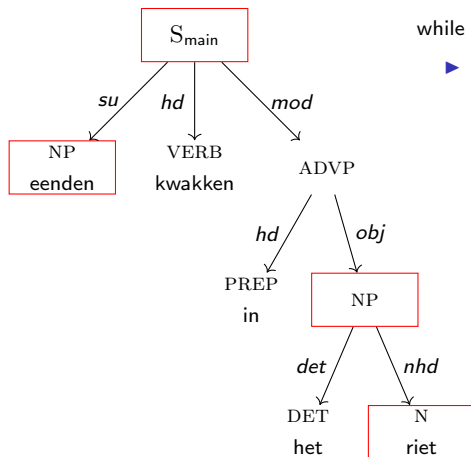 S_main
while
su hd mod
NP VERB
eenden kwakken
ADVP
hd obj
PREP NP
in
det nhd
DET N
het riet